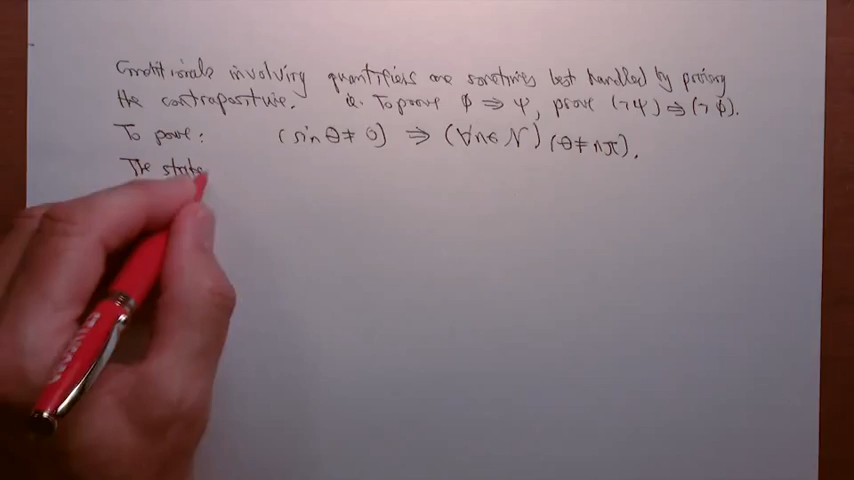 Conditionals involving quantifiers are sometimes best handled by proving
the contrapositive. i.e. To prove ϕ ⇒ ψ, prove (¬ψ) ⇒ (¬ϕ).
To prove: (sin θ ≠ 0) ⇒ (∀n∈N)(θ ≠ nπ).
The state